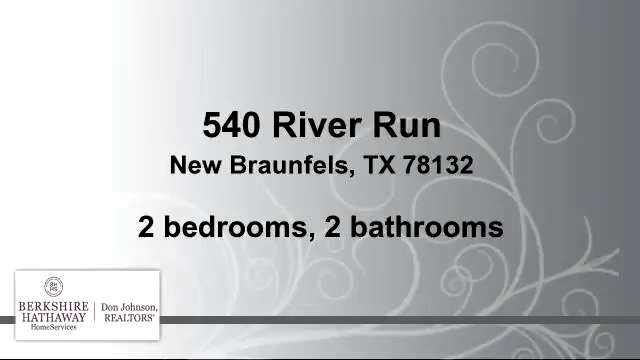 540 River Run
New Braunfels, TX 78132
2 bedrooms, 2 bathrooms
BERKSHIRE
HATHAWAY
HomeServices
Don Johnson,
REALTORS®